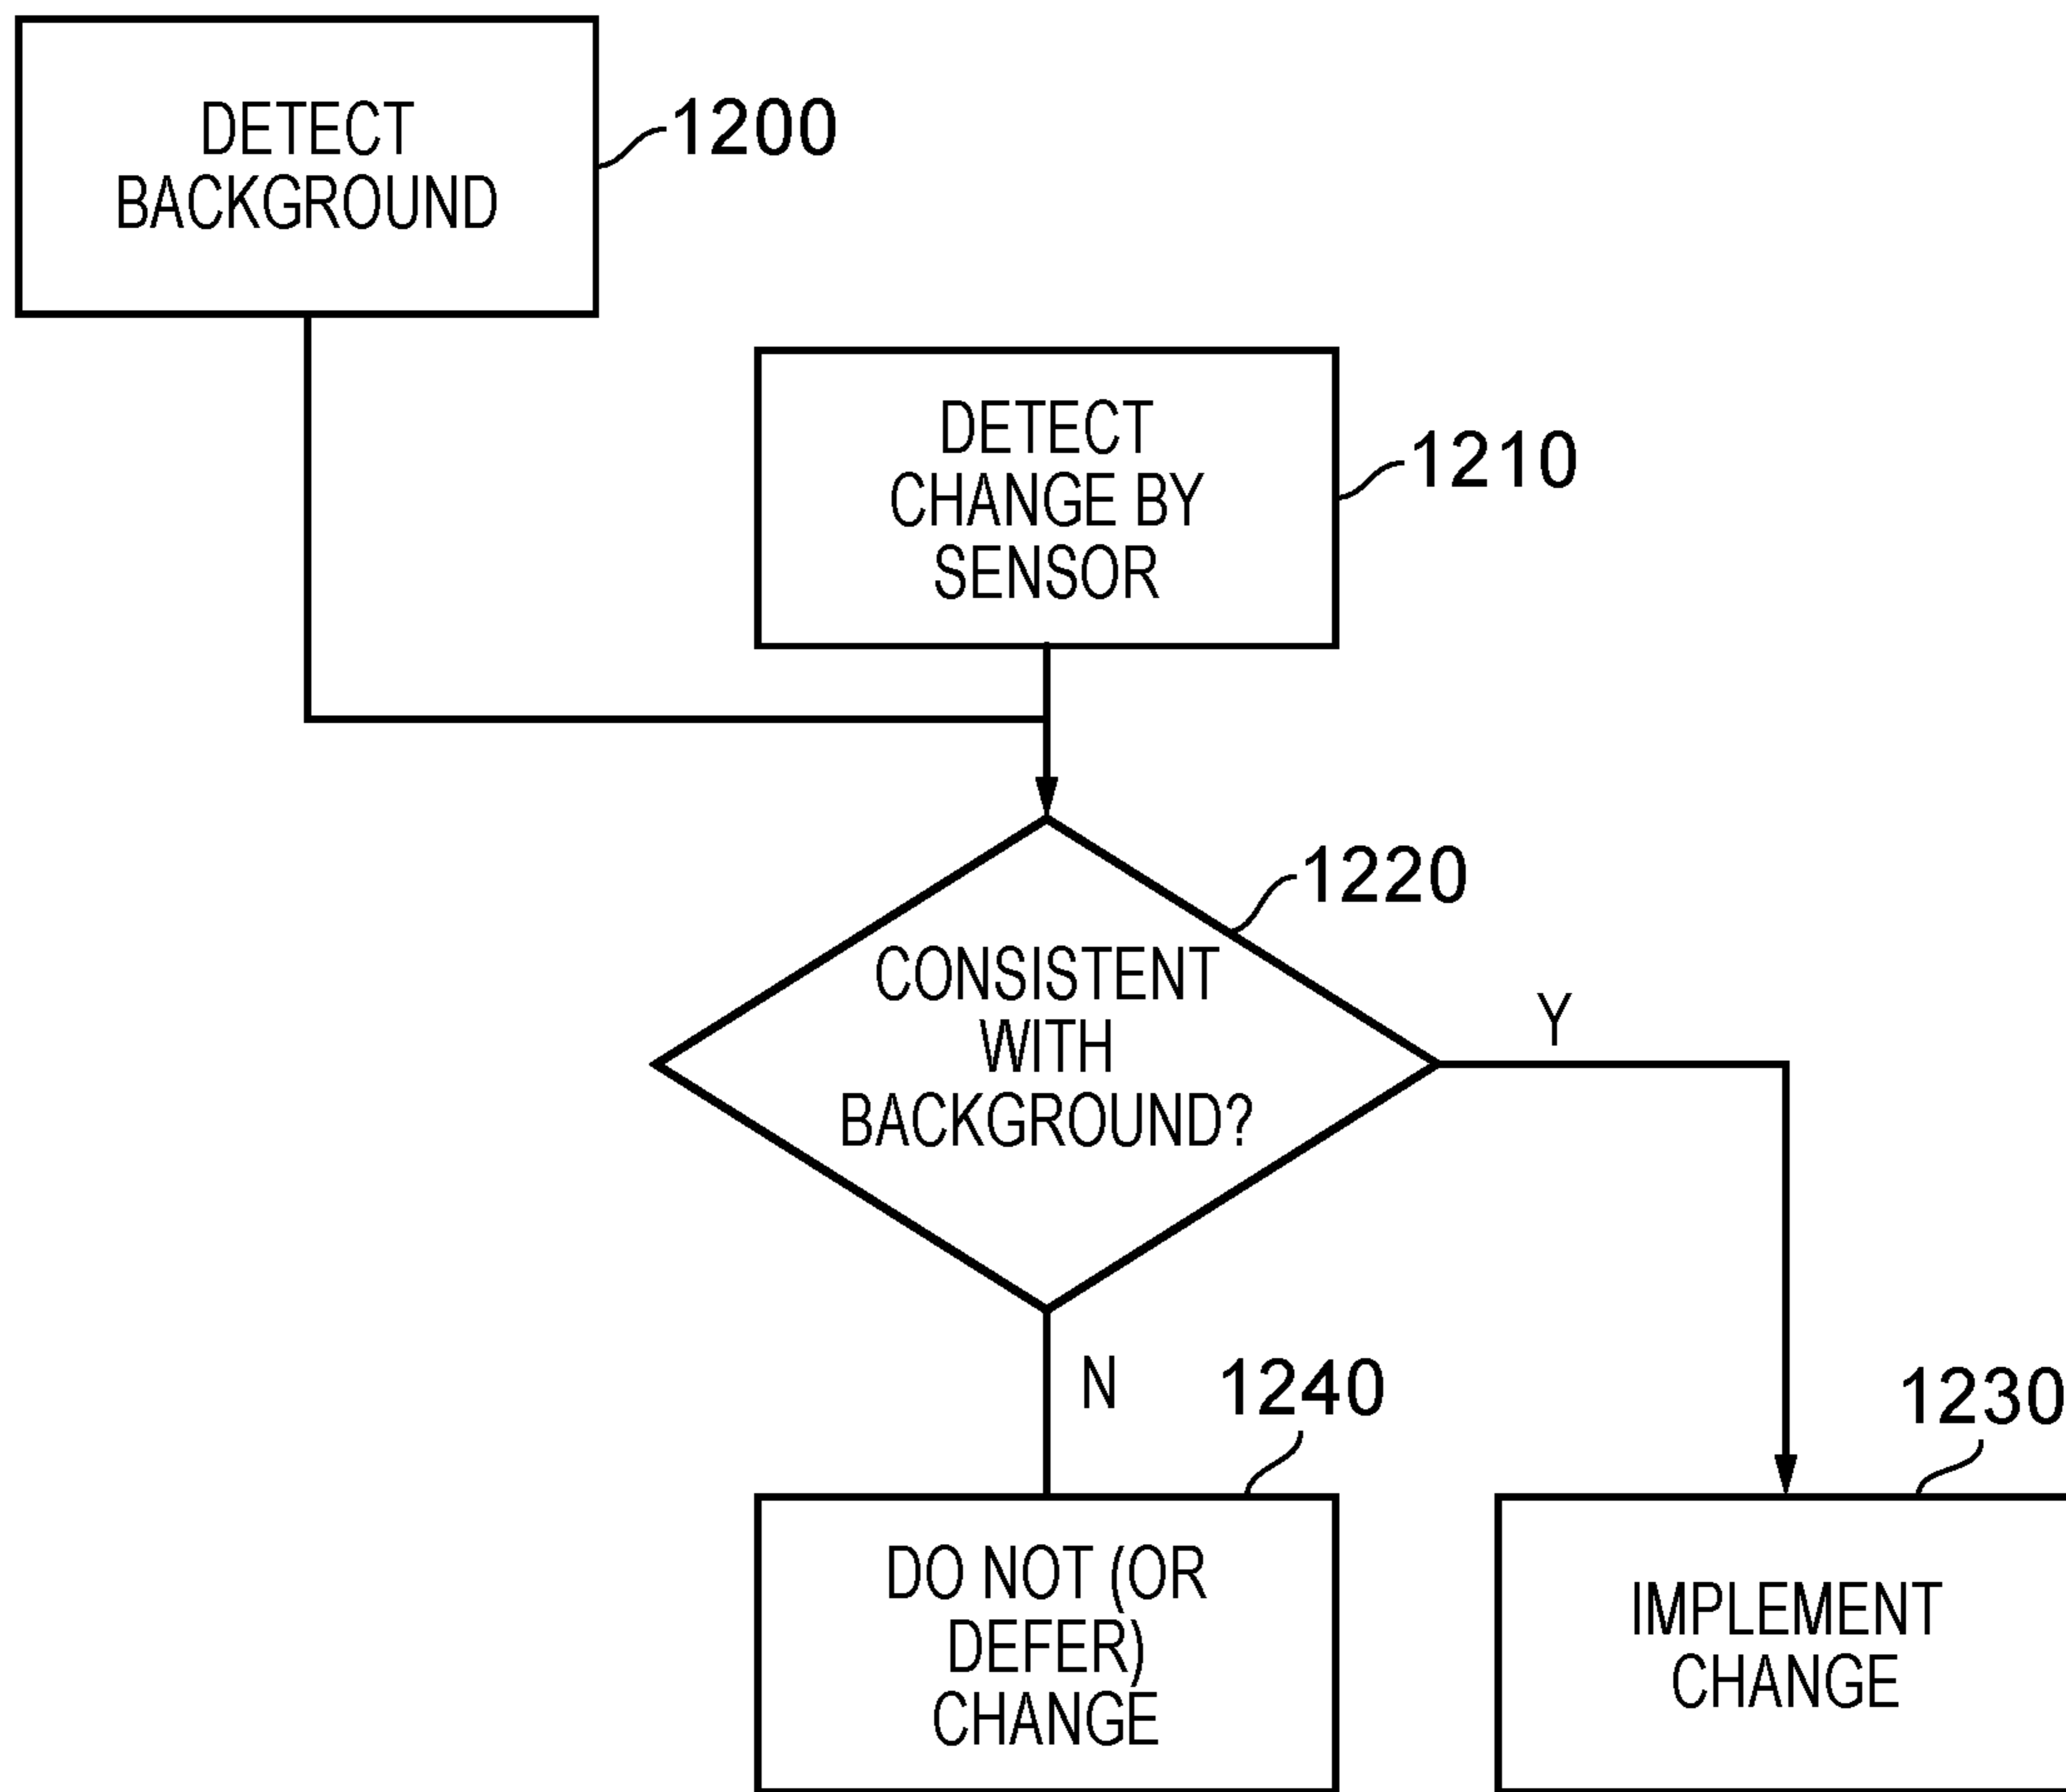 DETECT
BACKGROUND
1200
DETECT
CHANGE BY
SENSOR
1210
CONSISTENT
WITH
BACKGROUND?
1220
Y
N
1240
1230
DO NOT (OR
DEFER)
CHANGE
IMPLEMENT
CHANGE